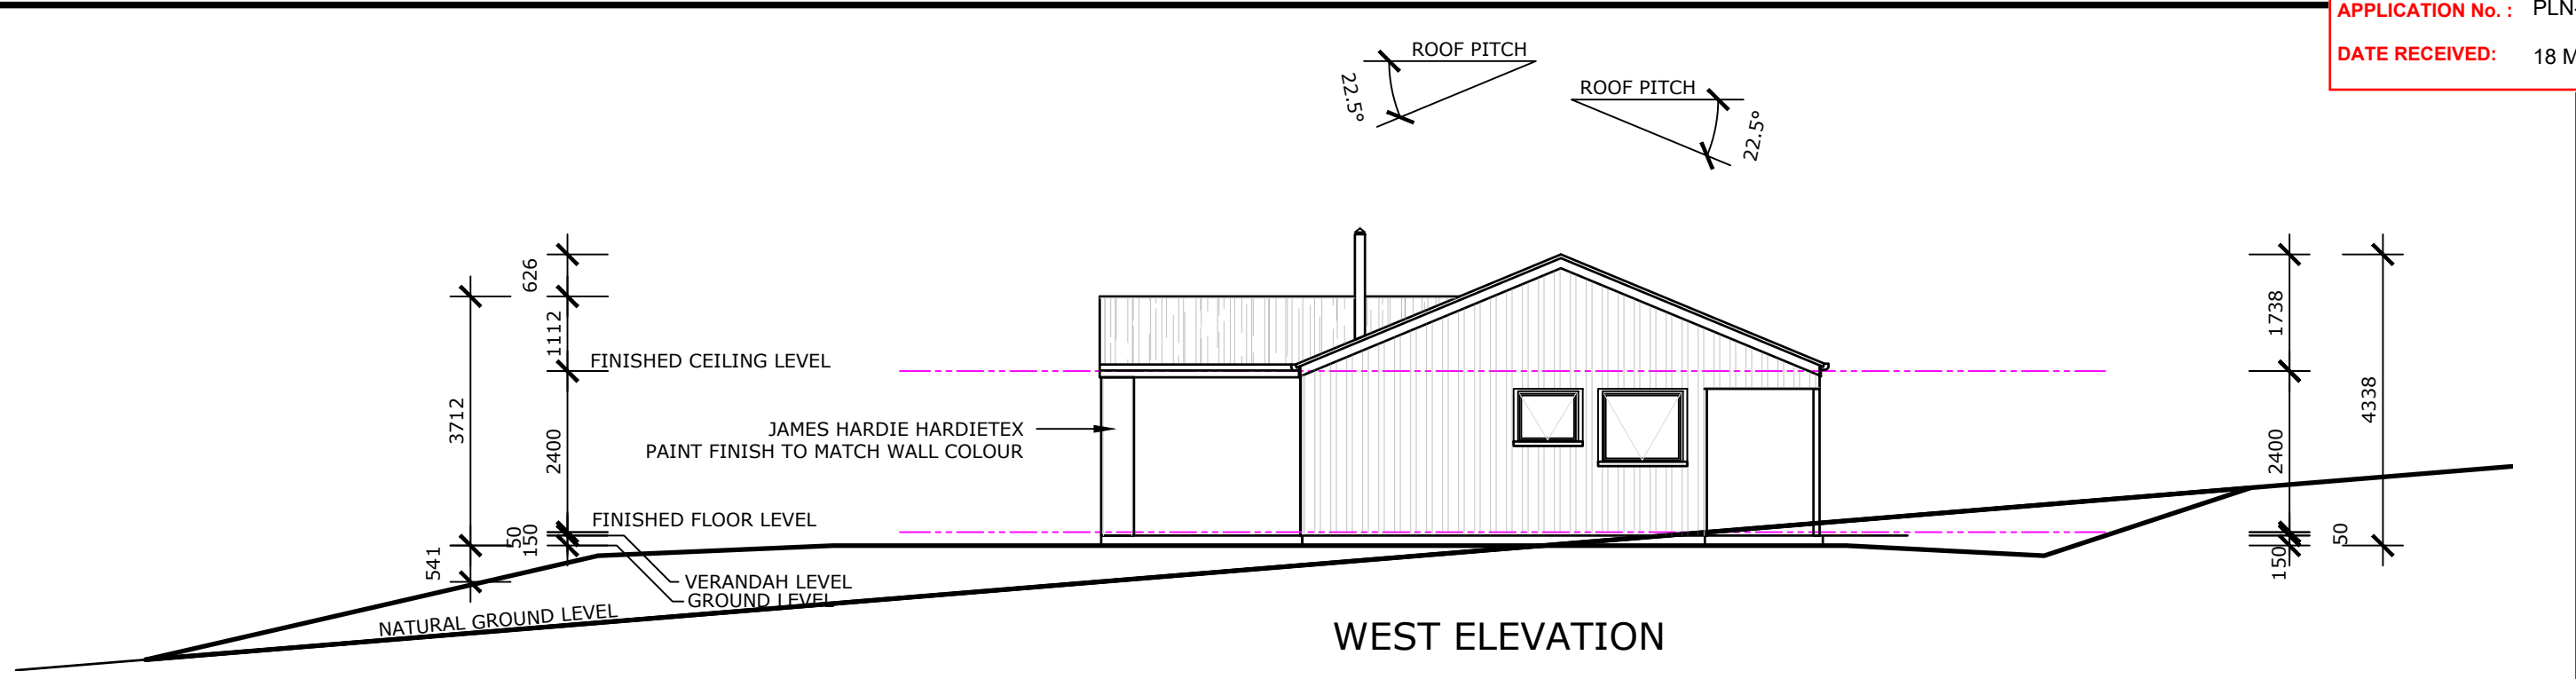 APPLICATION No. : PLN-
DATE RECEIVED: 18 M
ROOF PITCH
22.5°
ROOF PITCH
22.5°
626
1112
3712
2400
50
150
541
FINISHED CEILING LEVEL
JAMES HARDIE HARDIETEX
PAINT FINISH TO MATCH WALL COLOUR
FINISHED FLOOR LEVEL
VERANDAH LEVEL
GROUND LEVEL
NATURAL GROUND LEVEL
1738
4338
2400
50
150
WEST ELEVATION